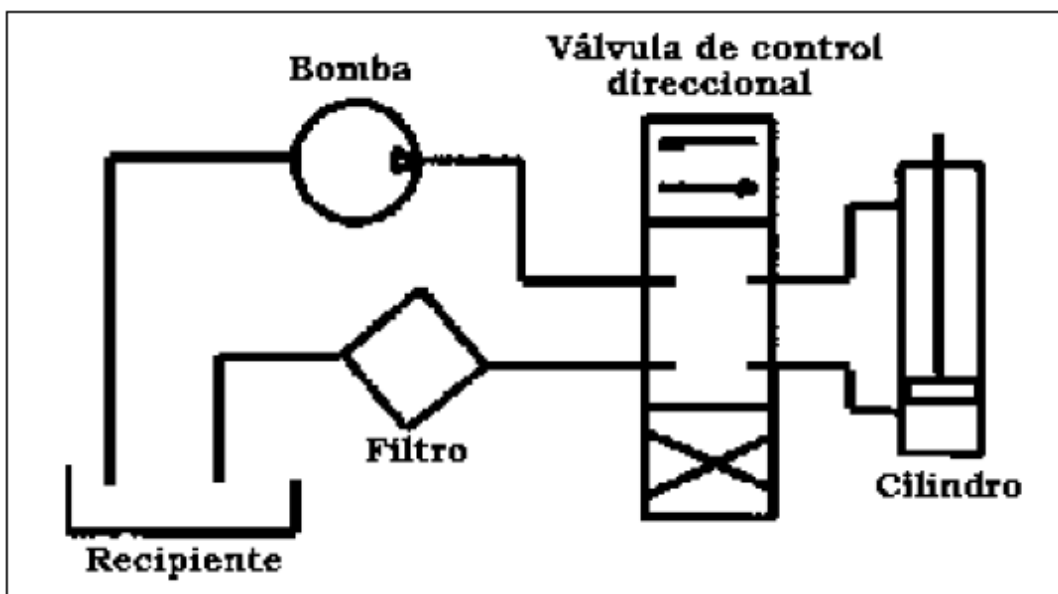 Bomba
Válvula de control
direccional
Filtro
Cilindro
Recipiente